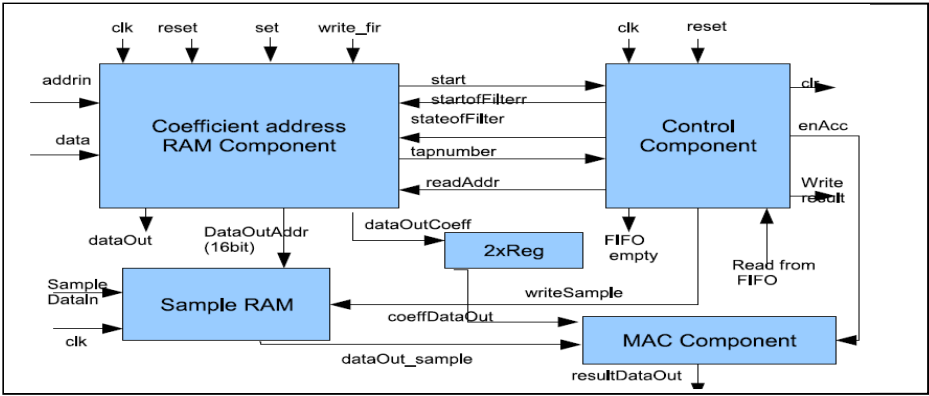 clk reset set write_fir clk reset
addrin
data
Coefficient address
RAM Component
start
startofFilterr
stateofFilter
tapnumber
readAddr
Control
Component
clr
enAcc
Write
result
dataOut
DataOutAddr
(16bit)
dataOutCoeff
2xReg
FIFO
empty
Read from
FIFO
Sample
DataIn
clk
Sample RAM
writeSample
coeffDataOut
MAC Component
dataOut_sample
resultDataOut